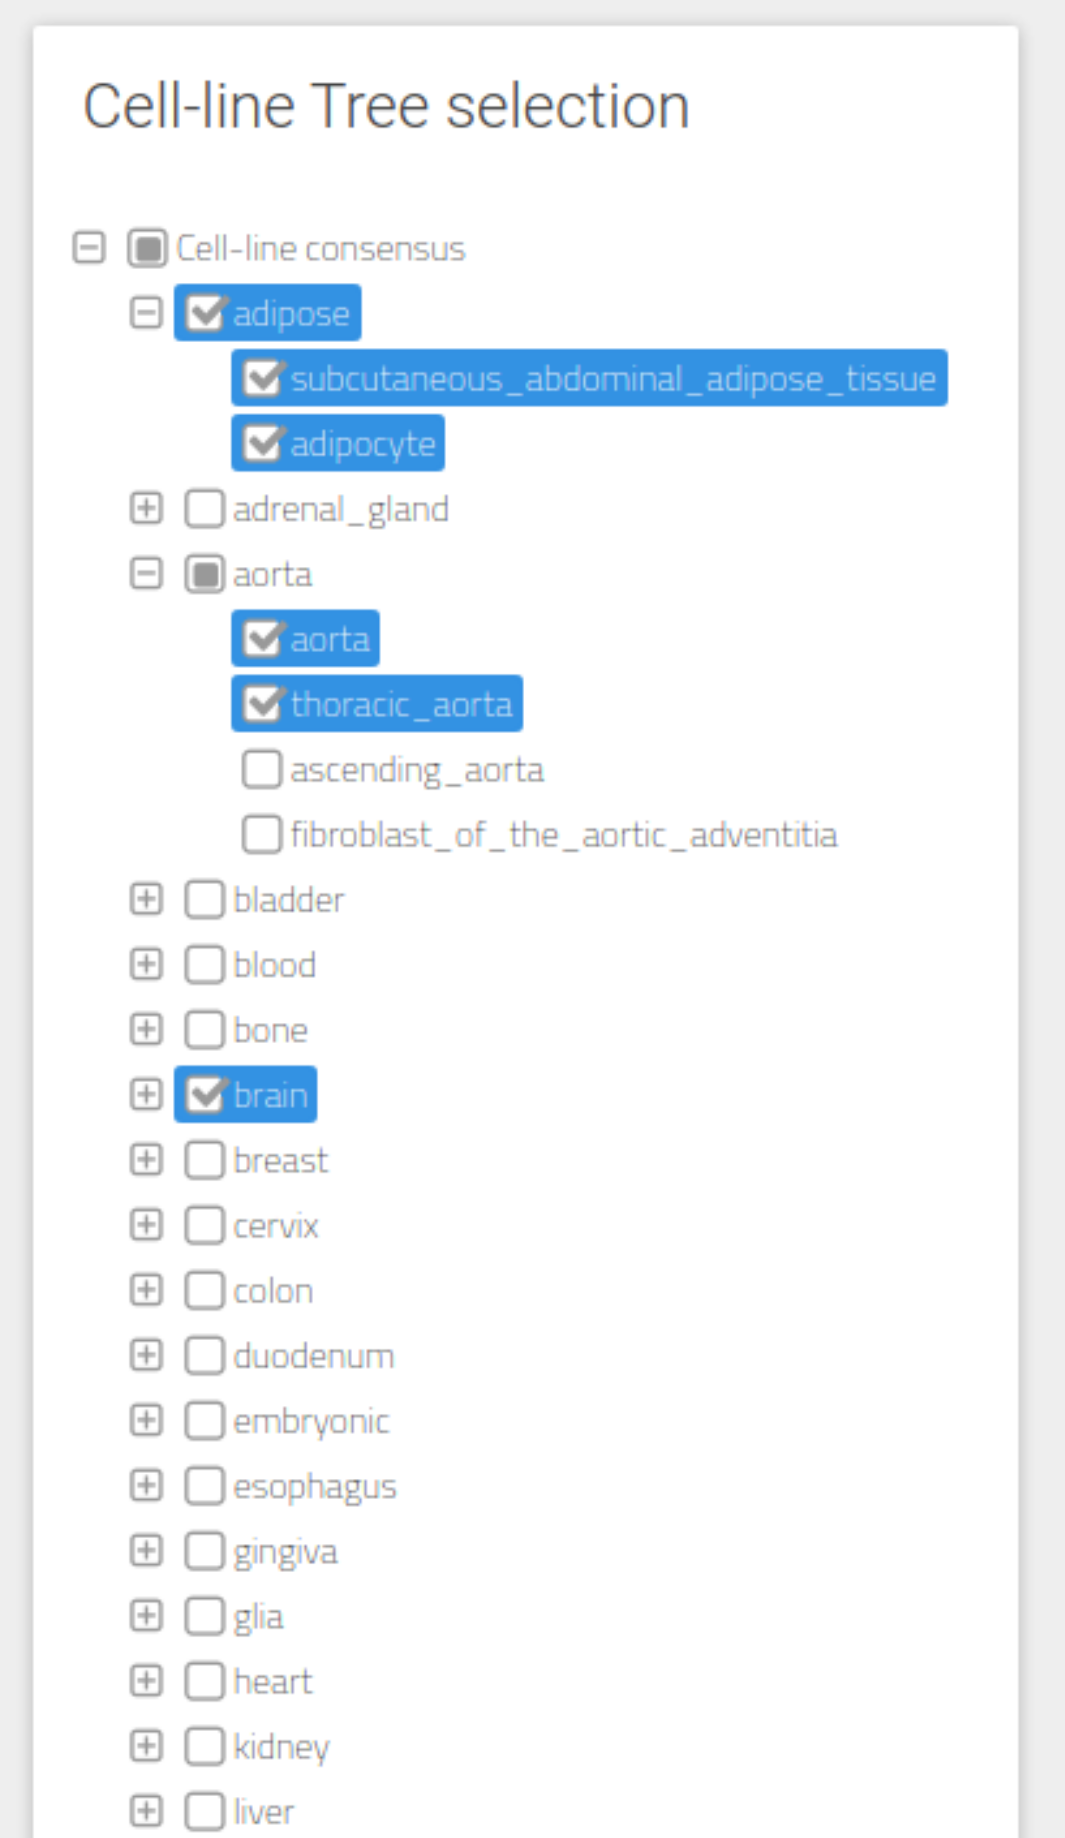 Cell-line Tree selection
Cell-line consensus
adipose
subcutaneous_abdominal_adipose_tissue
adipocyte
adrenal_gland
aorta
aorta
thoracic_aorta
ascending_aorta
fibroblast_of_the_aortic_adventitia
bladder
blood
bone
brain
breast
cervix
colon
duodenum
embryonic
esophagus
gingiva
glia
heart
kidney
liver